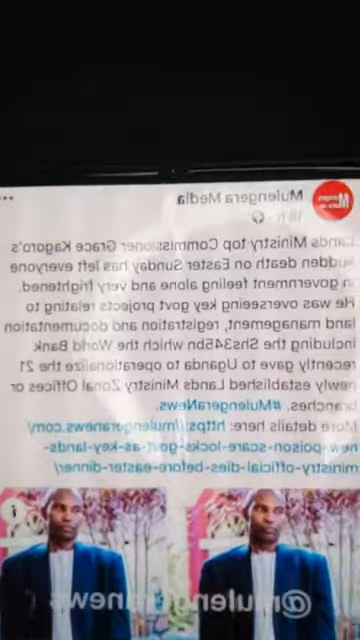 Mulengera Media
18 h
Lands Ministry top Commissioner Grace Kagoro's
sudden death on Easter Sunday has left everyone
in government feeling alone and very frightened.
He was overseeing key govt projects relating to
land management, registration and documentation
including the Shs345bn which the World Bank
recently gave to Uganda to operationalize the 21
newly established Lands Ministry Zonal Offices or
branches. #MulengeraNews.
More details here: https://mulengeranews.com/
new-poison-scare-locks-govt-as-key-lands-
ministry-official-dies-before-easter-dinner/
@mulengeranews